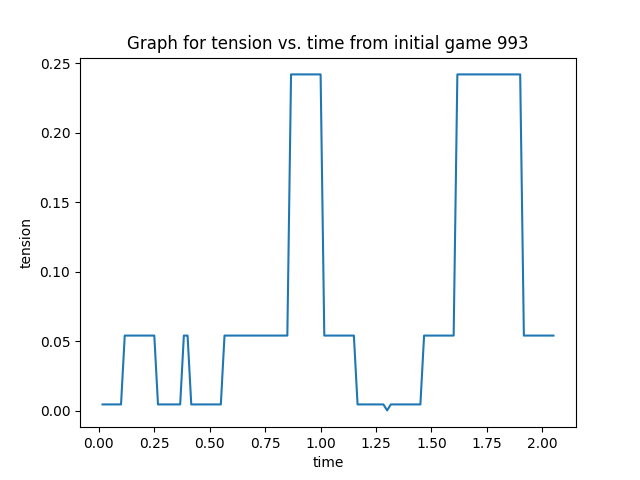 Graph for tension vs. time from initial game 993
0.25
0.20
0.15
0.10
0.05
0.00
tension
0.00 0.25 0.50 0.75 1.00 1.25 1.50 1.75 2.00
time